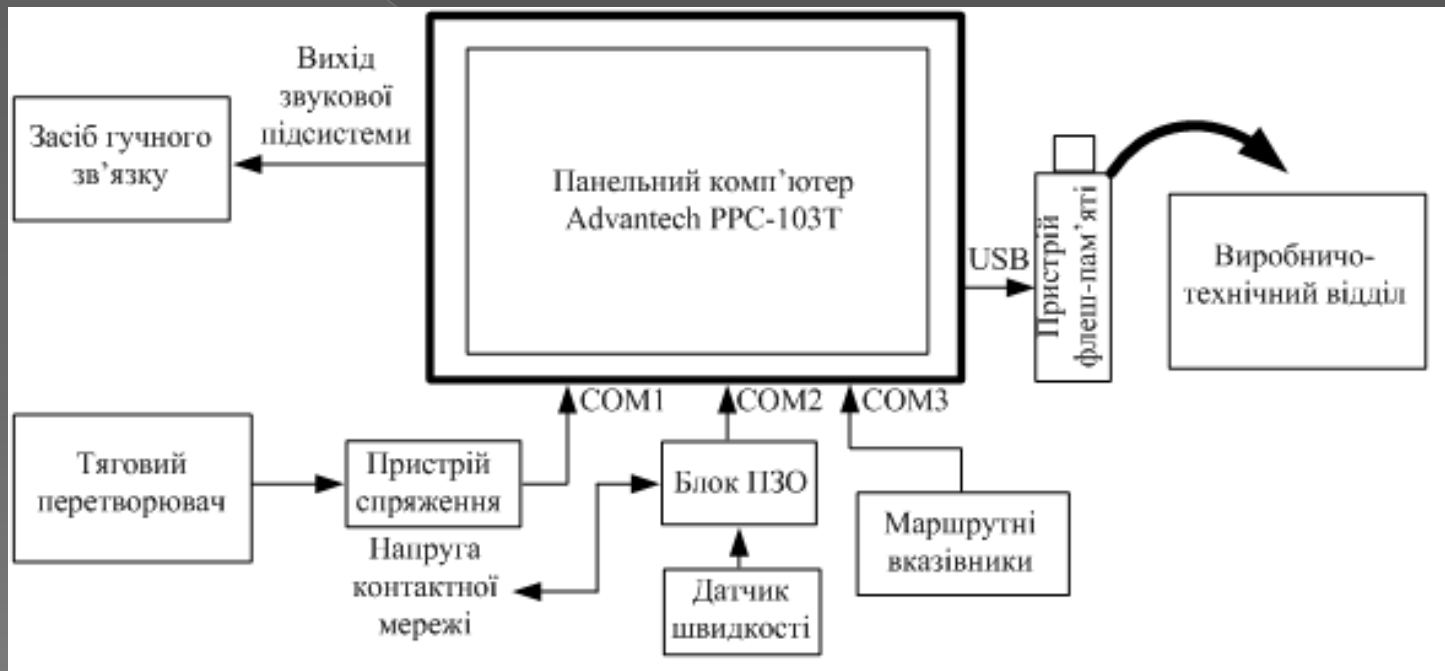 Вихід
звукової
підсистеми
Засіб гучного
зв’язку
Панельний комп’ютер
Advantech PPC-103T
USB
Пристрій
флеш-пам’яті
Виробничо-
технічний відділ
COM1
COM2
COM3
Тяговий
перетворювач
Пристрій
спряження
Блок ПЗО
Маршрутні
вказівники
Напруга
контактної
мережі
Датчик
швидкості